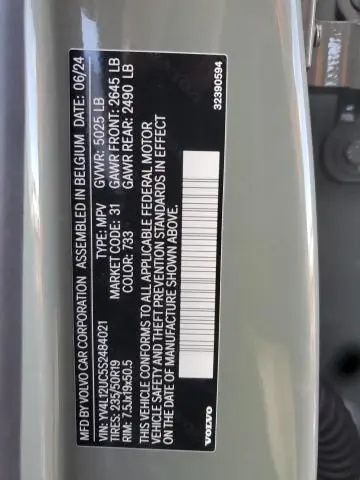 MFD BY VOLVO CAR CORPORATION ASSEMBLED IN BELGIUM DATE: 06/24
GVWR: 5025 LB
VIN: YV4L12UC5S2484021 TYPE: MPV GAWR FRONT: 2645 LB
TIRES: 235/50R19 MARKET CODE: 31 GAWR REAR: 2490 LB
RIM: 7.5Jx19x50.5 COLOR: 733
THIS VEHICLE CONFORMS TO ALL APPLICABLE FEDERAL MOTOR
VEHICLE SAFETY AND THEFT PREVENTION STANDARDS IN EFFECT
ON THE DATE OF MANUFACTURE SHOWN ABOVE.
VOLVO 32390594